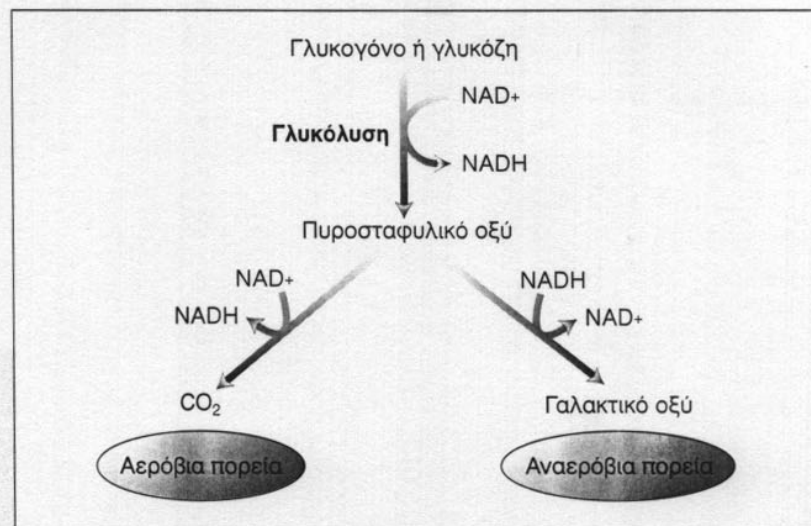 Γλυκογόνο ή γλυκόζη
NAD+
Γλυκόλυση
NADH
Πυροσταφυλικό οξύ
NAD+
NADH
NADH
NAD+
CO₂
Γαλακτικό οξύ
Αερόβια πορεία
Αναερόβια πορεία